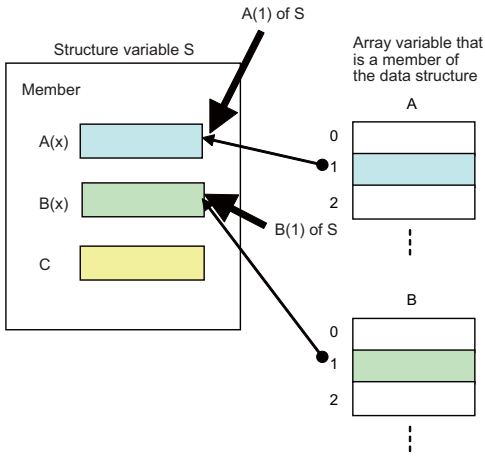 A(1) of S
Structure variable S
Array variable that
is a member of
the data structure
Member
A
A(x)
0
1
2
B(x)
B(1) of S
C
B
0
1
2